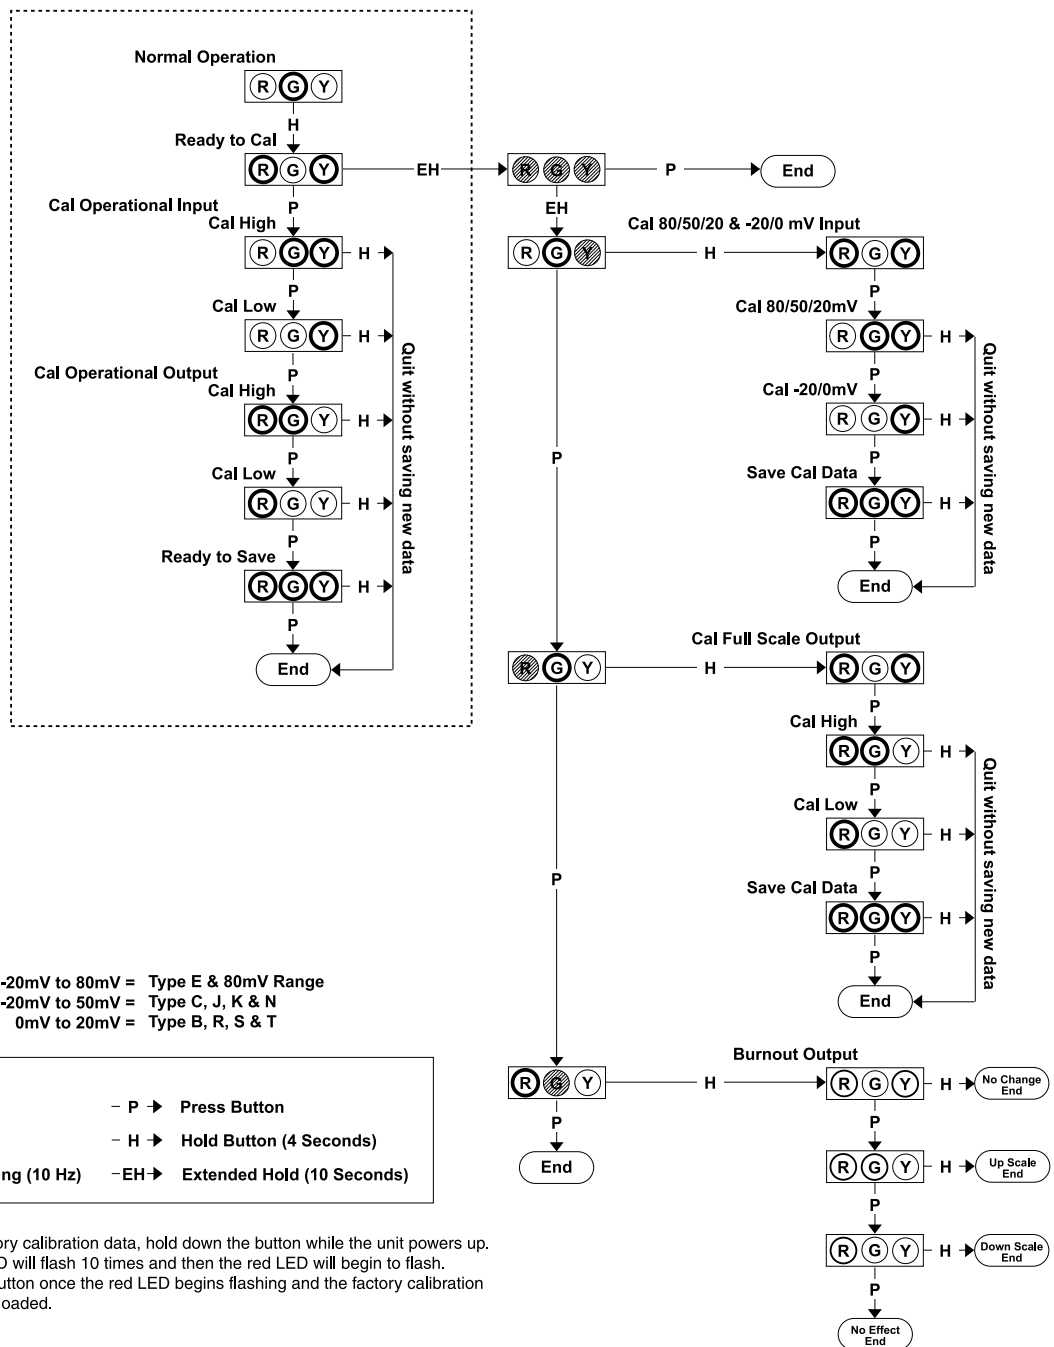 Normal Operation
R G Y
H
Ready to Cal
R G Y
EH
R G Y
P
End
Cal Operational Input
P
Cal High
R G Y
H
P
Cal Low
R G Y
H
Cal Operational Output
P
Cal High
R G Y
H
P
Cal Low
R G Y
H
P
Ready to Save
R G Y
H
P
End
Quit without saving new data
EH
R G Y
H
Cal 80/50/20 & -20/0 mV Input
R G Y
P
Cal 80/50/20mV
R G Y
H
P
Cal -20/0mV
R G Y
H
P
Save Cal Data
R G Y
H
P
End
Quit without saving new data
P
R G Y
H
Cal Full Scale Output
R G Y
P
Cal High
R G Y
H
P
Cal Low
R G Y
H
P
Save Cal Data
R G Y
H
P
End
Quit without saving new data
P
R G Y
P
End
H
Burnout Output
R G Y
H
No Change
End
P
R G Y
H
Up Scale
End
P
R G Y
H
Down Scale
End
P
No Effect
End
-20mV to 80mV = Type E & 80mV Range
-20mV to 50mV = Type C, J, K & N
0mV to 20mV = Type B, R, S & T
P Press Button
H Hold Button (4 Seconds)
ng (10 Hz) EH Extended Hold (10 Seconds)
ory calibration data, hold down the button while the unit powers up.
D will flash 10 times and then the red LED will begin to flash.
utton once the red LED begins flashing and the factory calibration
oaded.